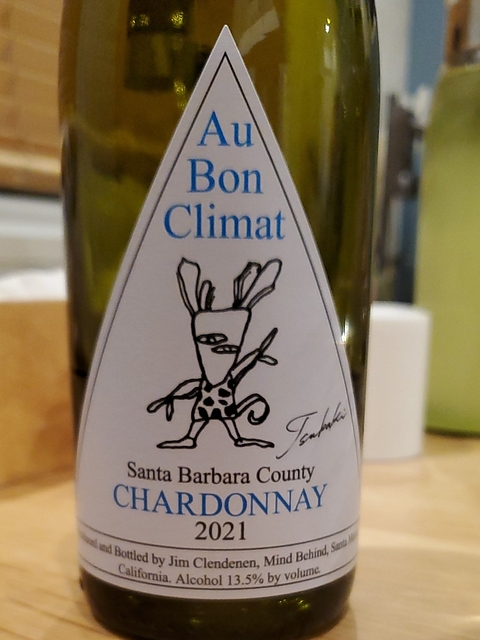 Au
Bon
Climat
Tsubaki
Santa Barbara County
CHARDONNAY
2021
and Bottled by Jim Clendenen, Mind Behind, Santa
California. Alcohol 13.5% by volume.